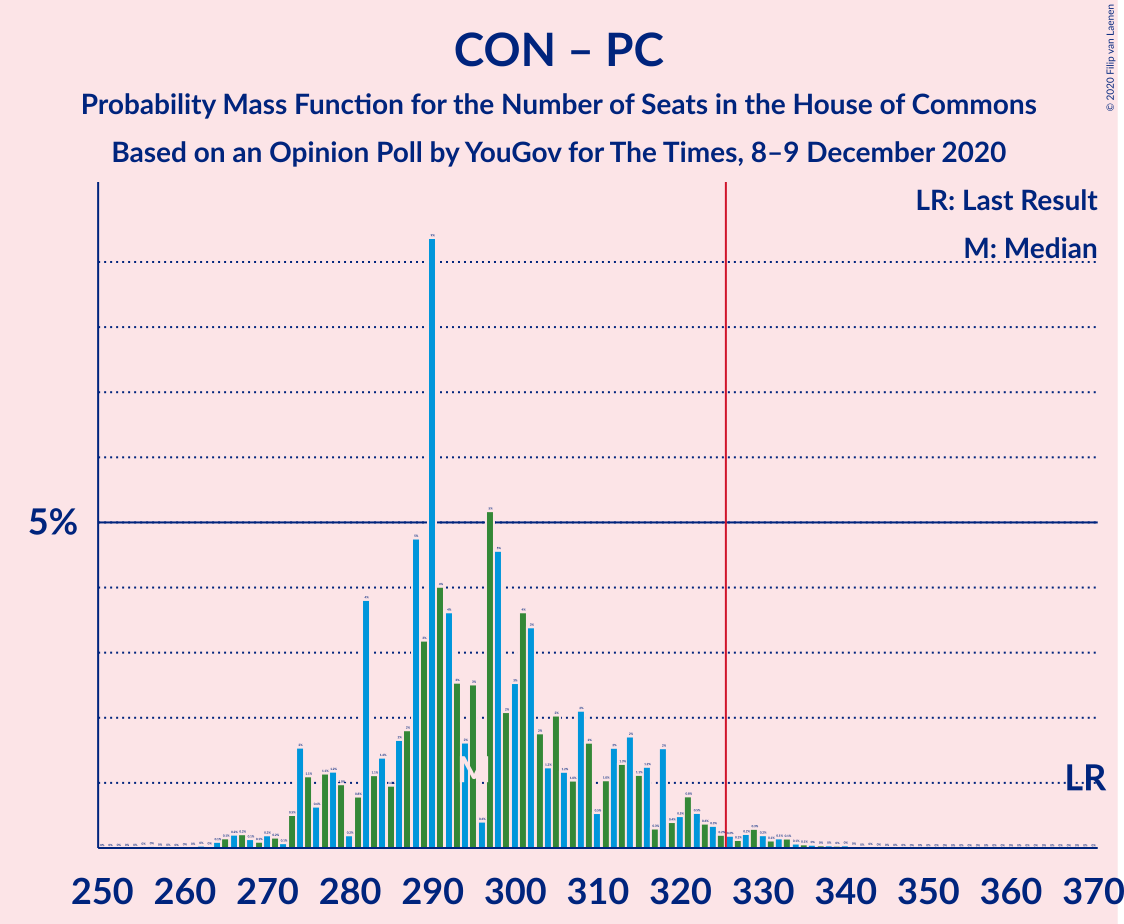 CON – PC
Probability Mass Function for the Number of Seats in the House of Commons
Based on an Opinion Poll by YouGov for The Times, 8–9 December 2020
© 2020 Filip van Laenen
LR: Last Result
M: Median
5%
M
LR
250 260 270 280 290 300 310 320 330 340 350 360 370